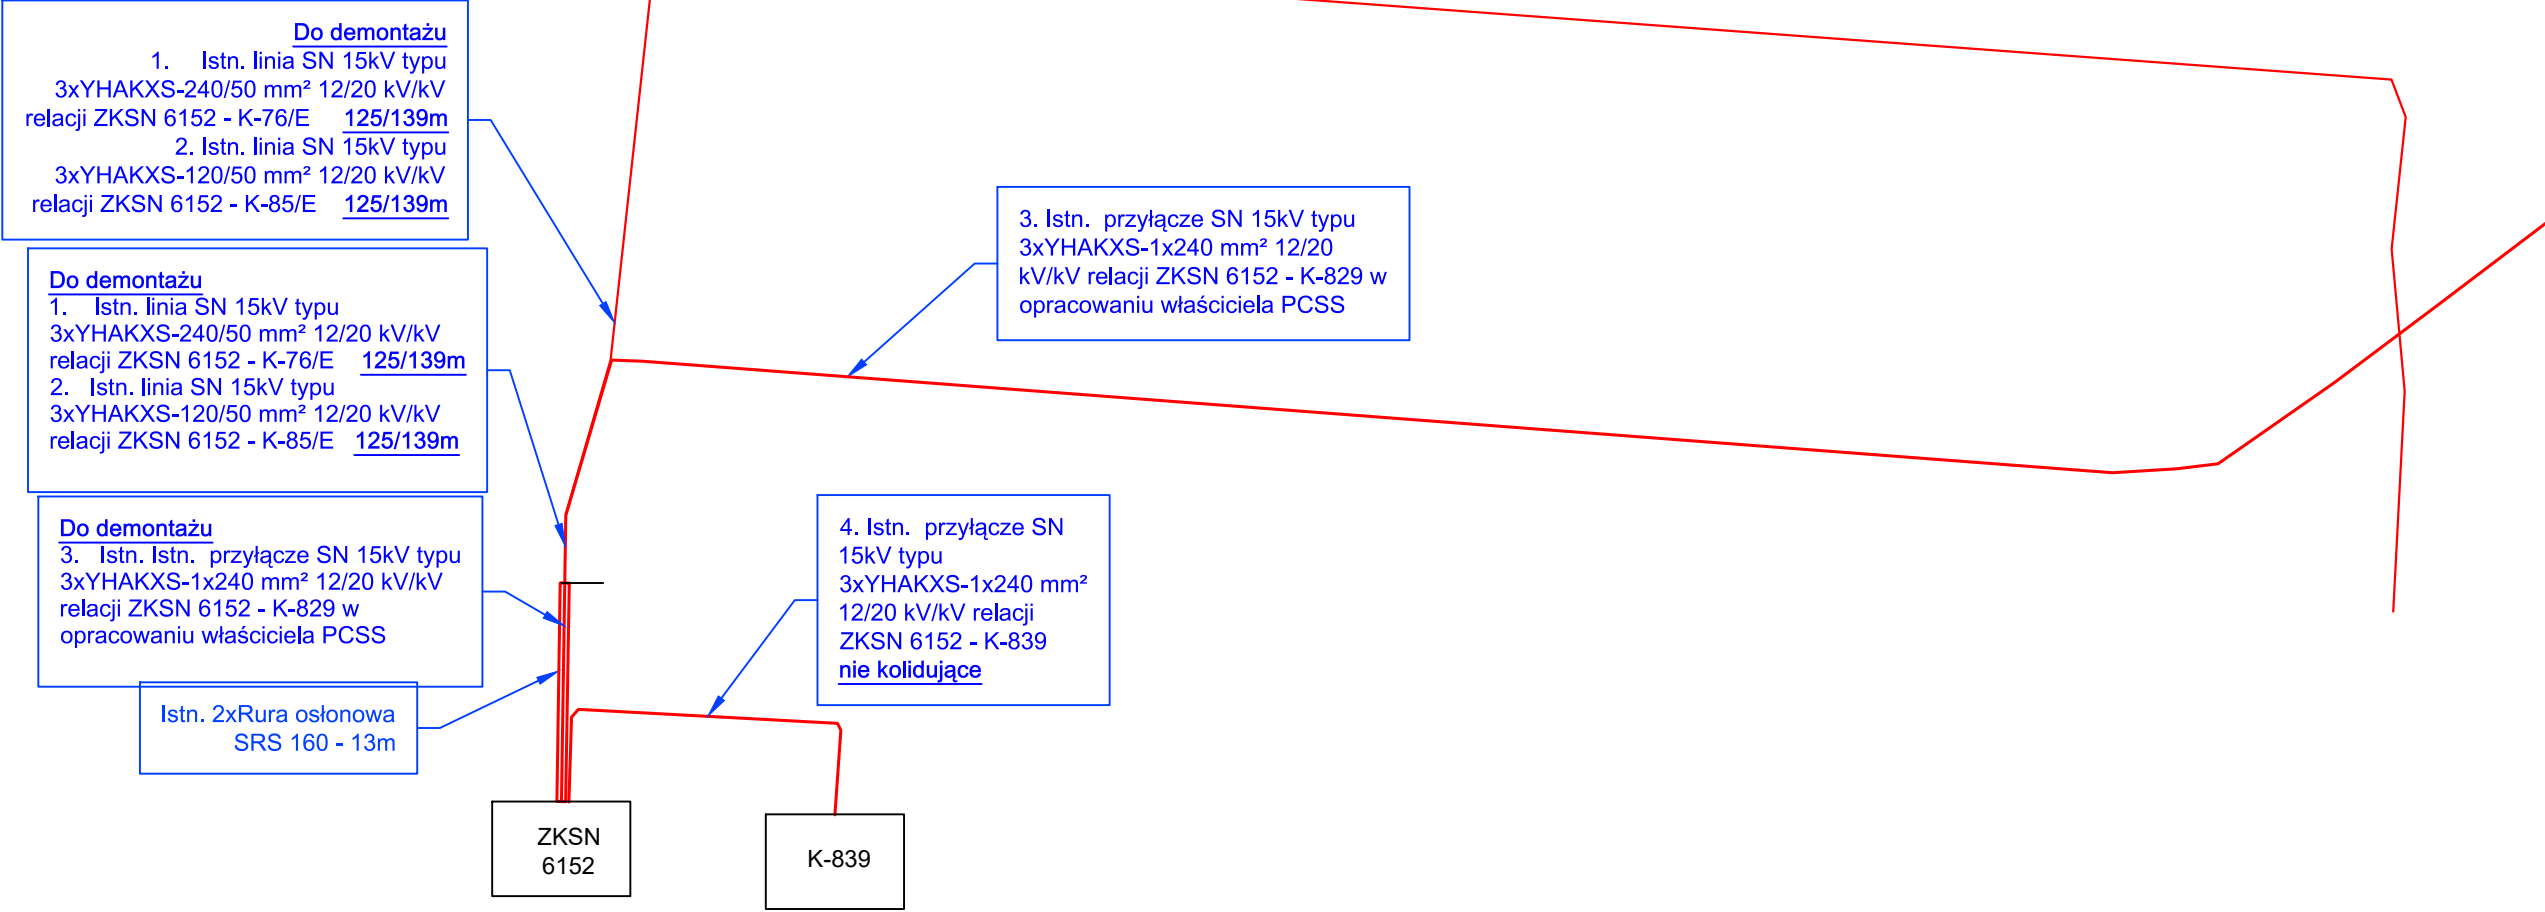 Do demontażu
1. Istn. linia SN 15kV typu
3xYHAKXS-240/50 mm² 12/20 kV/kV
relacji ZKSN 6152 - K-76/E 125/139m
2. Istn. linia SN 15kV typu
3xYHAKXS-120/50 mm² 12/20 kV/kV
relacji ZKSN 6152 - K-85/E 125/139m
Do demontażu
1. Istn. linia SN 15kV typu
3xYHAKXS-240/50 mm² 12/20 kV/kV
relacji ZKSN 6152 - K-76/E 125/139m
2. Istn. linia SN 15kV typu
3xYHAKXS-120/50 mm² 12/20 kV/kV
relacji ZKSN 6152 - K-85/E 125/139m
Do demontażu
3. Istn. Istn. przyłącze SN 15kV typu
3xYHAKXS-1x240 mm² 12/20 kV/kV
relacji ZKSN 6152 - K-829 w
opracowaniu właściciela PCSS
Istn. 2xRura osłonowa
SRS 160 - 13m
3. Istn. przyłącze SN 15kV typu
3xYHAKXS-1x240 mm² 12/20
kV/kV relacji ZKSN 6152 - K-829 w
opracowaniu właściciela PCSS
4. Istn. przyłącze SN
15kV typu
3xYHAKXS-1x240 mm²
12/20 kV/kV relacji
ZKSN 6152 - K-839
nie kolidujące
ZKSN
6152
K-839